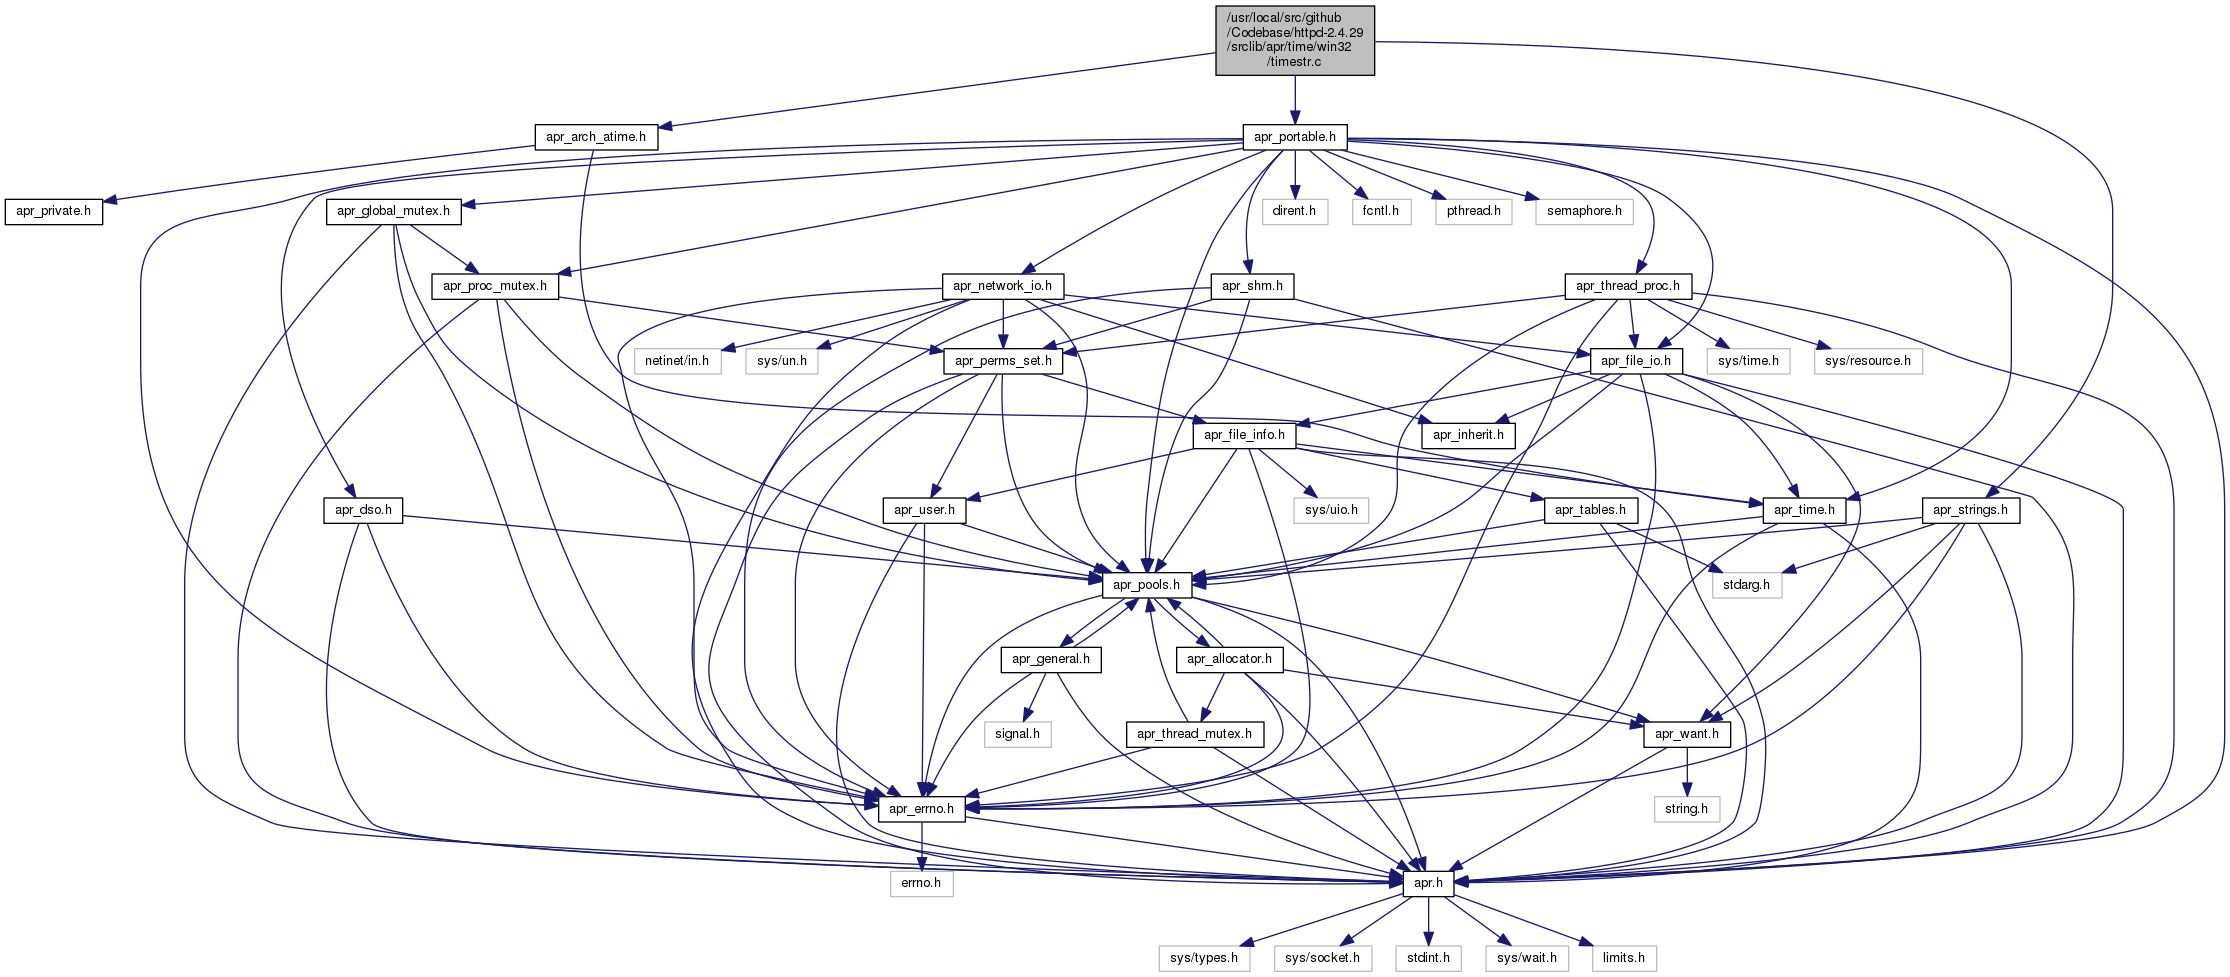 /usr/local/src/github
/Codebase/httpd-2.4.29
/srclib/apr/time/win32
/timestr.c
apr_arch_atime.h
apr_portable.h
apr_private.h
apr_global_mutex.h
dirent.h
fcntl.h
pthread.h
semaphore.h
apr_proc_mutex.h
apr_network_io.h
apr_shm.h
apr_thread_proc.h
netinet/in.h
sys/un.h
apr_perms_set.h
apr_file_io.h
sys/time.h
sys/resource.h
apr_file_info.h
apr_inherit.h
apr_dso.h
apr_user.h
sys/uio.h
apr_tables.h
apr_time.h
apr_strings.h
apr_pools.h
stdarg.h
apr_general.h
apr_allocator.h
signal.h
apr_thread_mutex.h
apr_want.h
apr_errno.h
string.h
errno.h
apr.h
sys/types.h
sys/socket.h
stdint.h
sys/wait.h
limits.h